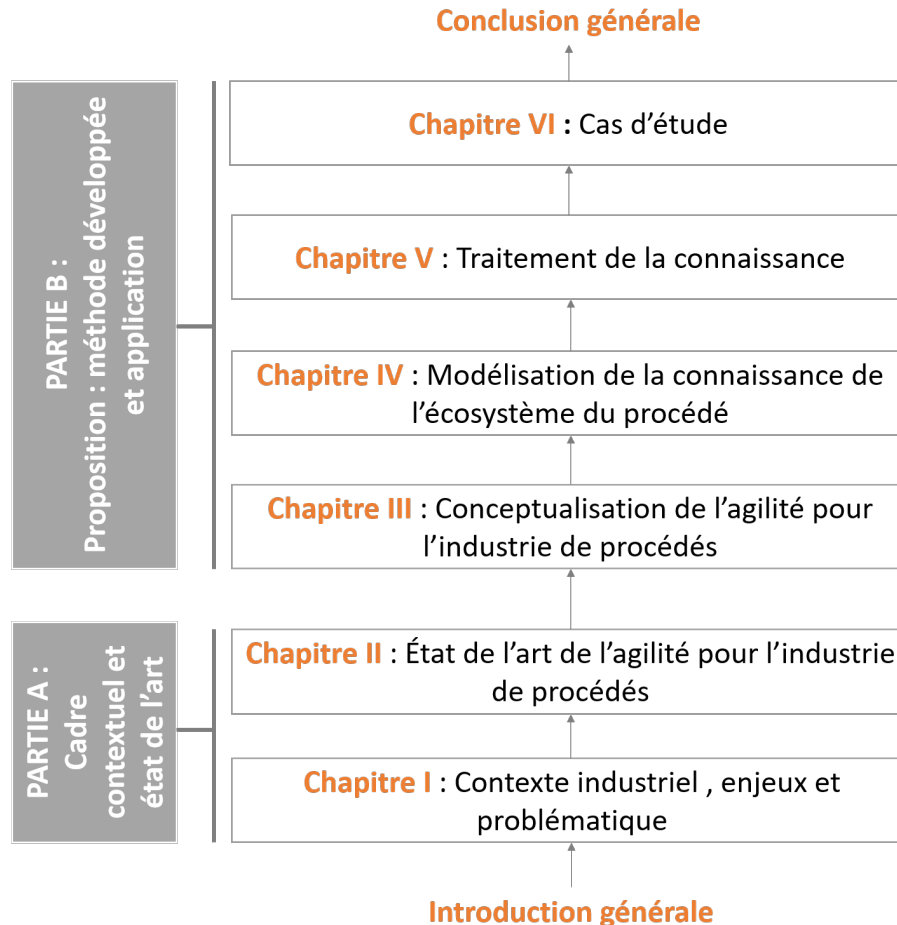 Conclusion générale
PARTIE B :
Proposition : méthode développée
et application
Chapitre VI : Cas d’étude
Chapitre V : Traitement de la connaissance
Chapitre IV : Modélisation de la connaissance de
l’écosystème du procédé
Chapitre III : Conceptualisation de l’agilité pour
l’industrie de procédés
PARTIE A :
Cadre
contextuel et
état de l’art
Chapitre II : État de l’art de l’agilité pour l’industrie
de procédés
Chapitre I : Contexte industriel , enjeux et
problématique
Introduction générale